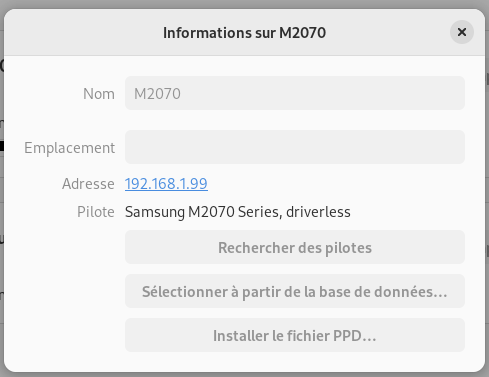 Informations sur M2070
Nom M2070
Emplacement
Adresse 192.168.1.99
Pilote Samsung M2070 Series, driverless
Rechercher des pilotes
Sélectionner à partir de la base de données…
Installer le fichier PPD…